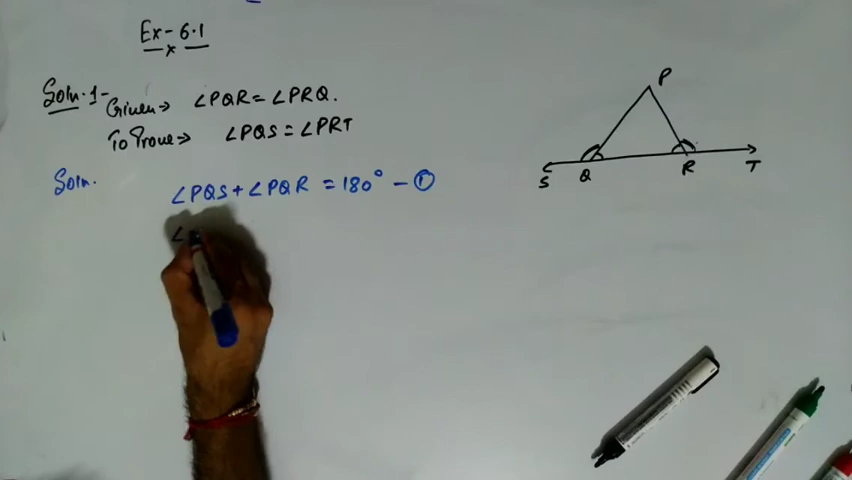 Ex-6.1
Soln.1-
Given→ ∠PQR=∠PRQ.
To Prove→ ∠PQS=∠PRT
Soln. ∠PQS+∠PQR=180°-①
∠
P
S Q R T